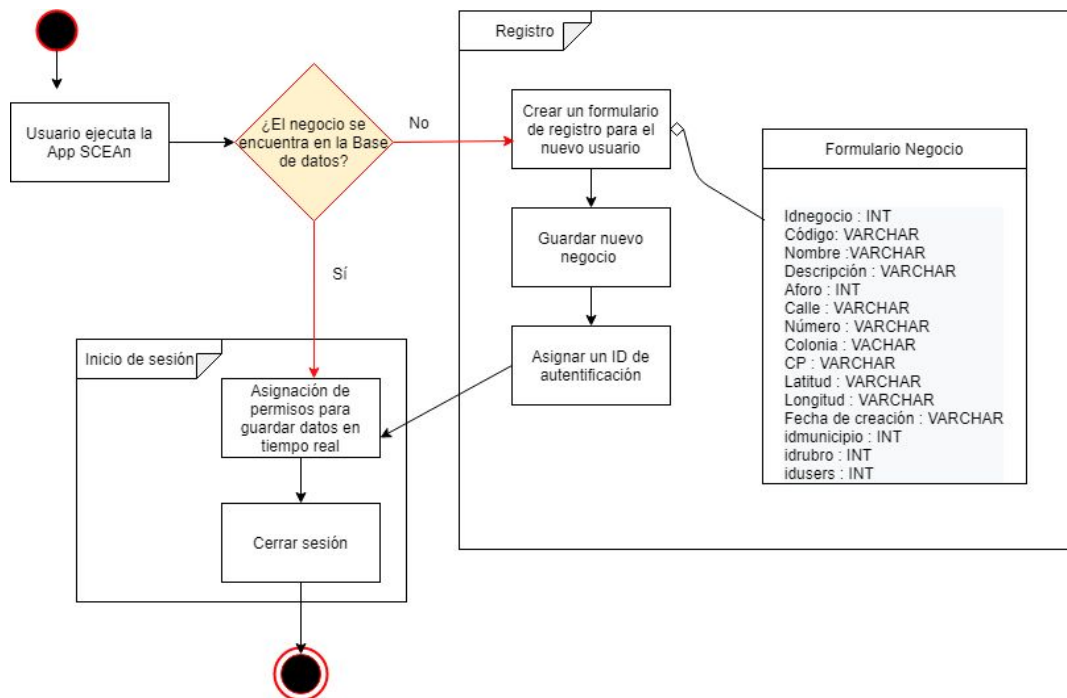 Registro
Usuario ejecuta la
App SCEAn
¿El negocio se
encuentra en la Base
de datos?
No
Sí
Crear un formulario
de registro para el
nuevo usuario
Guardar nuevo
negocio
Asignar un ID de
autentificación
Formulario Negocio
Idnegocio : INT
Código: VARCHAR
Nombre :VARCHAR
Descripción : VARCHAR
Aforo : INT
Calle : VARCHAR
Número : VARCHAR
Colonia : VACHAR
CP : VARCHAR
Latitud : VARCHAR
Longitud : VARCHAR
Fecha de creación : VARCHAR
idmunicipio : INT
idrubro : INT
idusers : INT
Inicio de sesión
Asignación de
permisos para
guardar datos en
tiempo real
Cerrar sesión